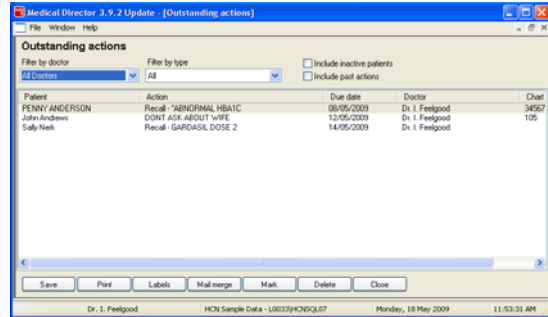 Medical Director 3.9.2 Update - [Outstanding actions]
File Window Help
Outstanding actions
Filter by doctor Filter by type Include inactive patients
All Doctors All Include past actions
Patient Action Due date Doctor Chart
PENNY ANDERSON Recall - "ABNORMAL HBA1C 08/05/2009 Dr. I. Feelgood 34567
John Andrews DONT ASK ABOUT WIFE 12/05/2009 Dr. I. Feelgood 105
Sally Nerk Recall - GARDASIL DOSE 2 14/05/2009 Dr. I. Feelgood
Save Print Labels Mail merge Mark Delete Close
Dr. I. Feelgood HCN Sample Data - L0033\HCNSQL07 Monday, 18 May 2009 11:53:31 AM